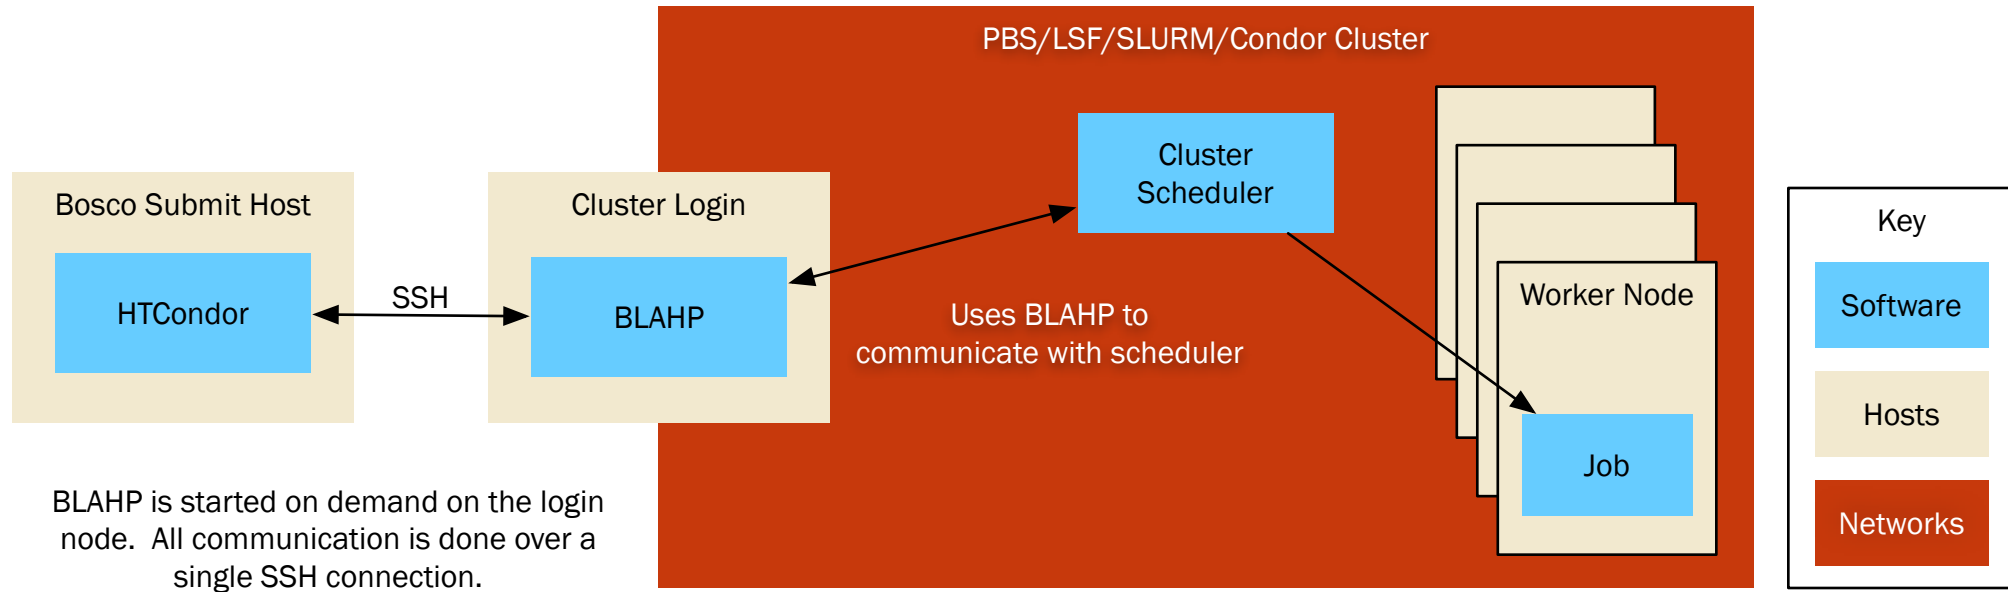 PBS/LSF/SLURM/Condor Cluster
Bosco Submit Host
HTCondor
SSH
Cluster Login
BLAHP
Cluster
Scheduler
Uses BLAHP to
communicate with scheduler
Worker Node
Job
BLAHP is started on demand on the login
node.  All communication is done over a
single SSH connection.
Key
Software
Hosts
Networks